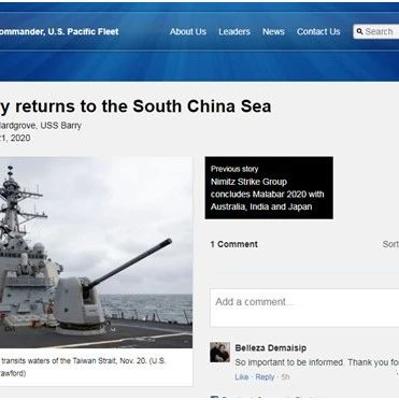 ommander, U.S. Pacific Fleet About Us Leaders News Contact Us Search
y returns to the South China Sea
Hardgrove, USS Barry
21, 2020
Previous story
Nimitz Strike Group
concludes Malabar 2020 with
Australia, India and Japan
1 Comment Sort
Add a comment...
transits waters of the Taiwan Strait, Nov. 20. (U.S.
rawford)
Belleza Demaisip
So important to be informed. Thank you fo
Like · Reply · 5h